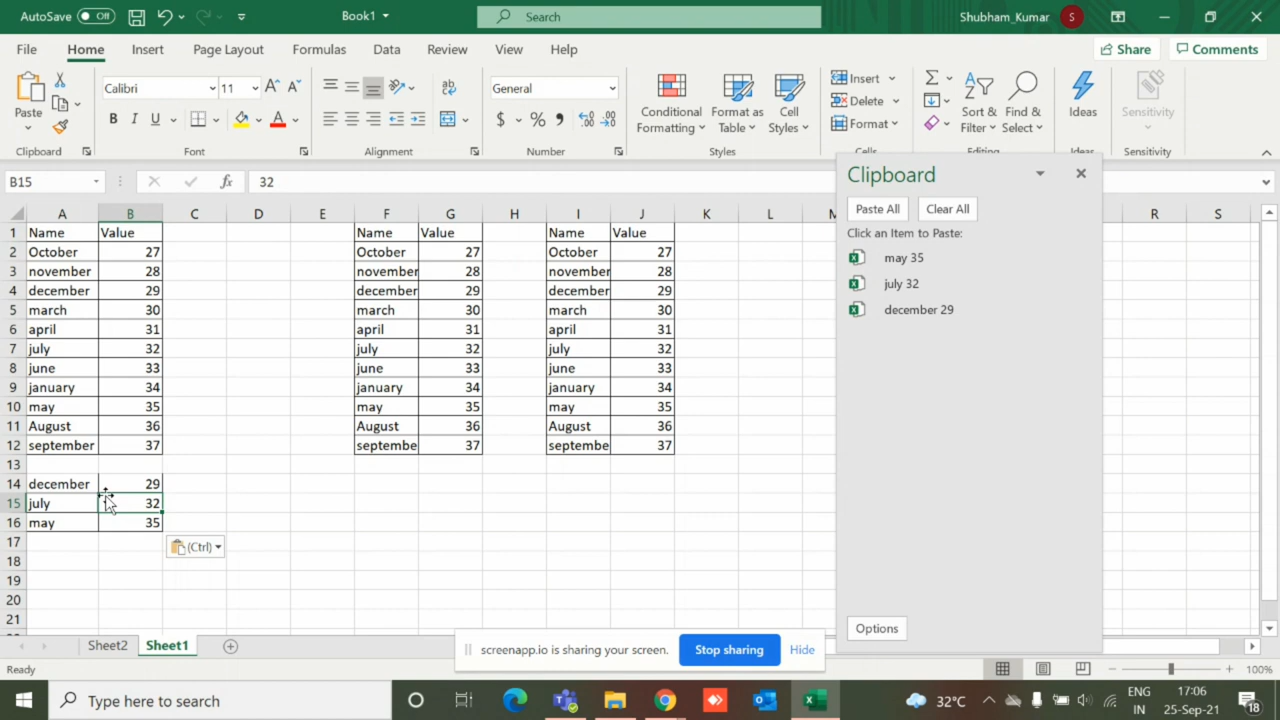 AutoSave Off Book1 Search Shubham_Kumar S
File Home Insert Page Layout Formulas Data Review View Help Share Comments
Calibri 11 General
Paste
B I U A $ %
Conditional Formatting
Format as Table
Cell Styles
Insert
Delete
Format
Sort & Filter
Find & Select
Ideas
Sensitivity
Clipboard Font Alignment Number Styles Cells Editing Ideas Sensitivity
B15 fx 32
A B C D E F G H I J K L M R S
1 Name Value Name Value Name Value
2 October 27 October 27 October 27
3 november 28 november 28 november 28
4 december 29 december 29 december 29
5 march 30 march 30 march 30
6 april 31 april 31 april 31
7 july 32 july 32 july 32
8 june 33 june 33 june 33
9 january 34 january 34 january 34
10 may 35 may 35 may 35
11 August 36 August 36 August 36
12 september 37 septembe 37 septembe 37
13
14 december 29
15 july 32
16 may 35
17
(Ctrl)
18
19
20
21
Clipboard
Paste All Clear All
Click an Item to Paste:
may 35
july 32
december 29
Options
Sheet2 Sheet1
screenapp.io is sharing your screen. Stop sharing Hide
Ready 100%
Type here to search 32°C ENG IN 17:06 25-Sep-21 18